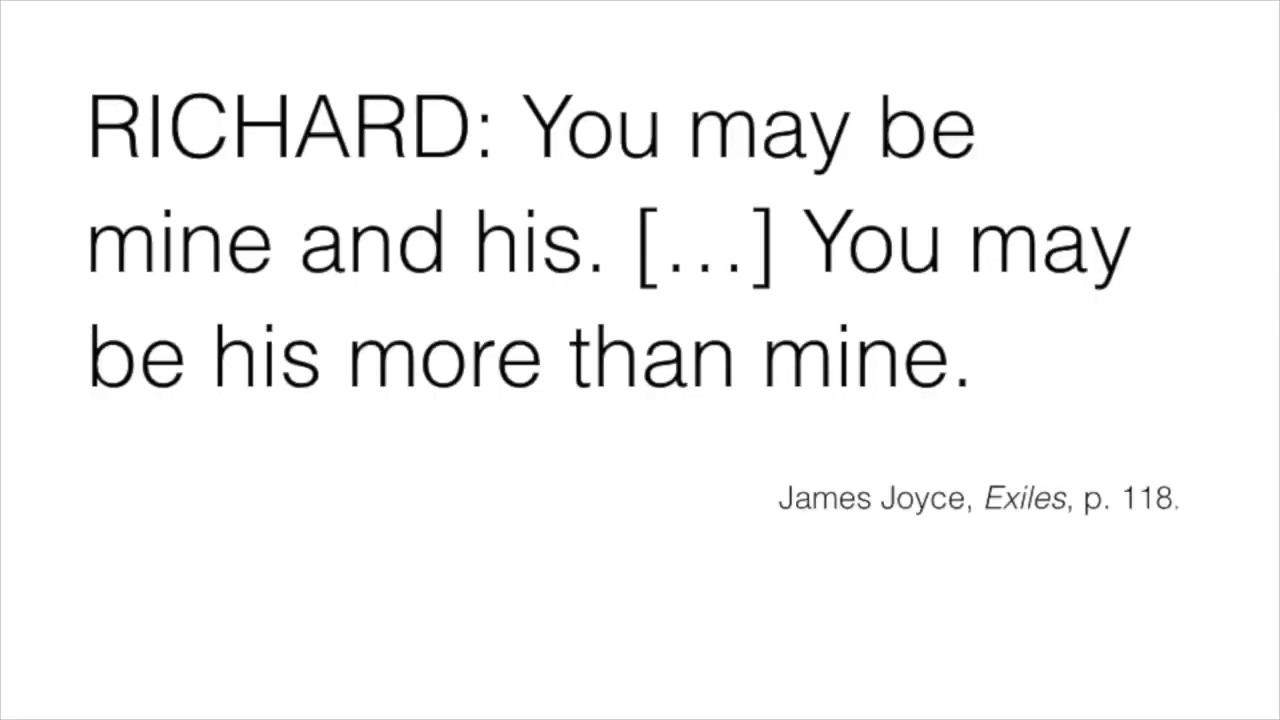 RICHARD: You may be
mine and his. […] You may
be his more than mine.
James Joyce, Exiles, p. 118.